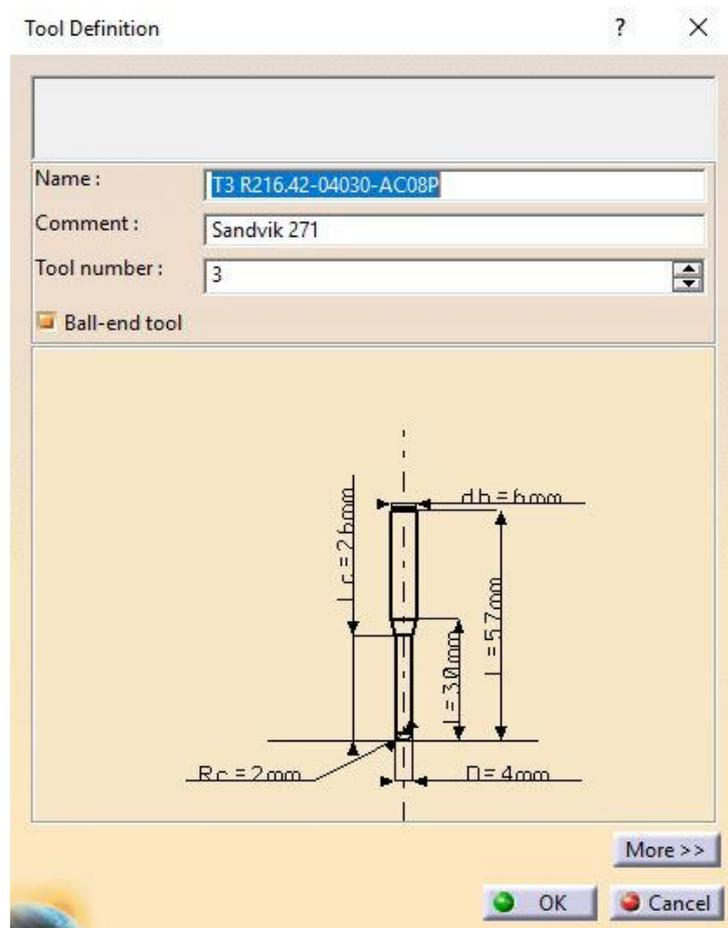 Tool Definition
?
Name :
T3 R216.42-04030-AC08P
Comment :
Sandvik 271
Tool number :
3
Ball-end tool
db=6mm
Lc=26mm
L=57mm
l=30mm
Rc=2mm
D=4mm
More >>
OK
Cancel